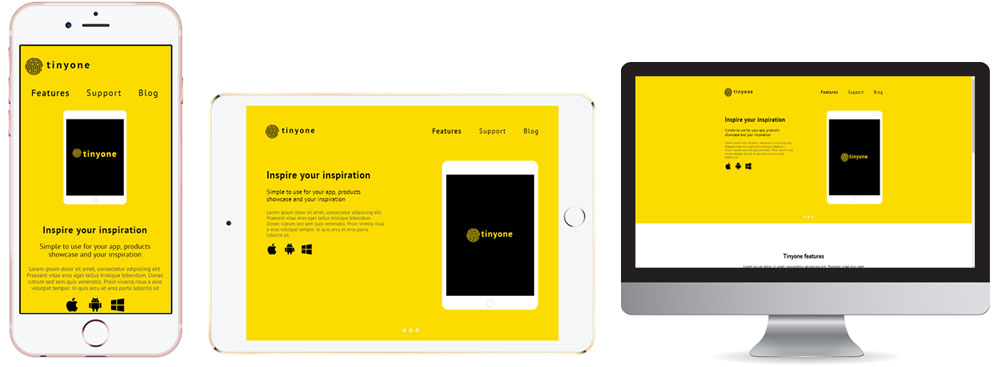 tinyone
Features Support Blog
tinyone
Inspire your inspiration
Simple to use for your app, products
showcase and your inspiration
Lorem ipsum dolor sit amet, consectetur adipiscing elit.
Praesent vitae eros eget tellus tristique bibendum. Donec
rutrum sed sem quis venenatis. Proin viverra risus a eros
volutpat tempor. In quis arcu et eros porta lobortis sit
tinyone
Features Support Blog
Inspire your inspiration
Simple to use for your app, products
showcase and your inspiration
Lorem ipsum dolor sit amet, consectetur adipiscing elit.
Praesent vitae eros eget tellus tristique bibendum. Donec
rutrum sed sem quis venenatis. Proin viverra risus
a eros volutpat tempor. In quis arcu et eros porta
lobortis sit
tinyone
tinyone
Features Support Blog
Inspire your inspiration
Simple to use for your app, products
showcase and your inspiration
tinyone
Tinyone features